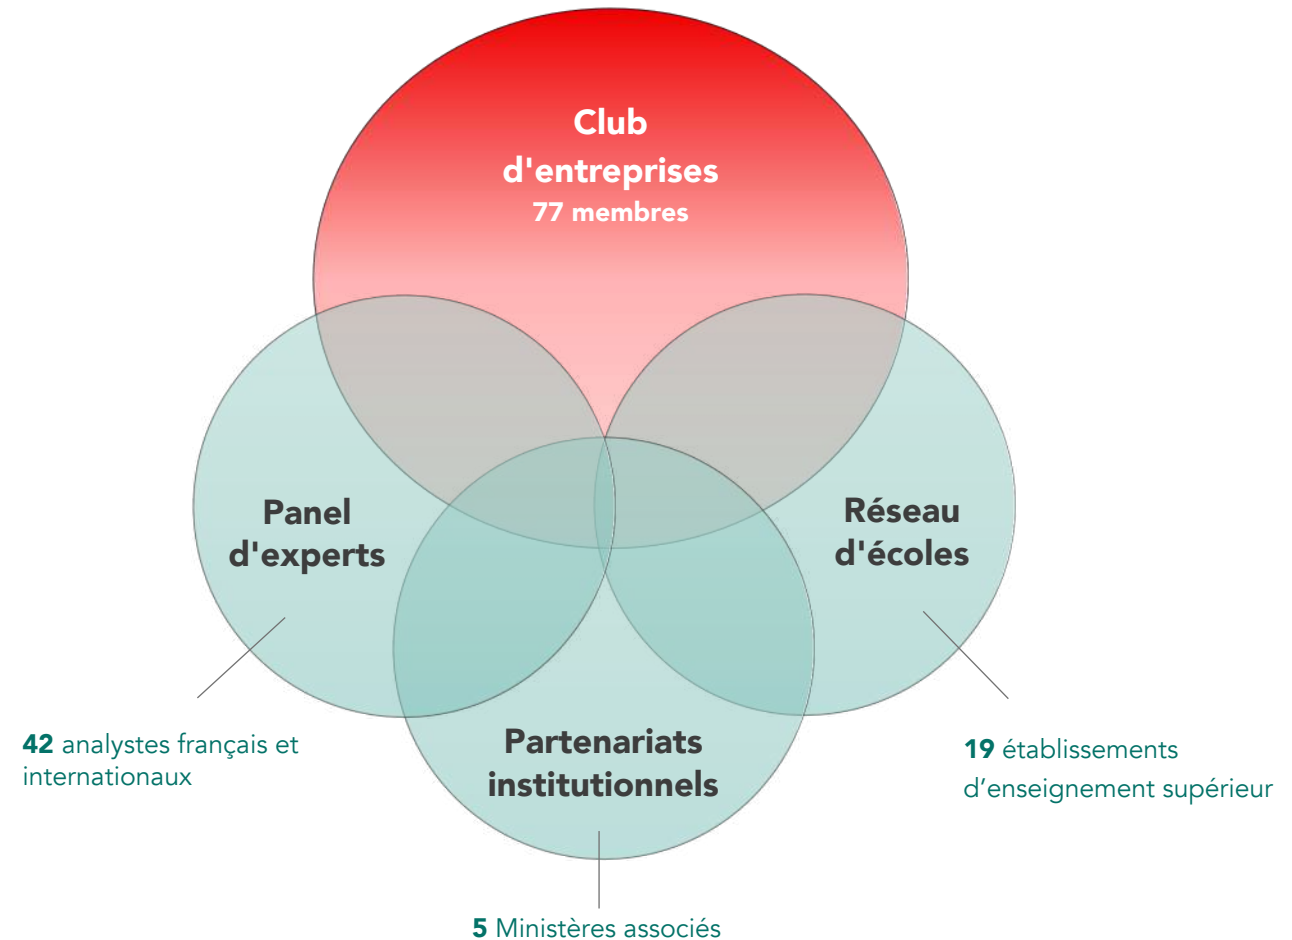 Club
d'entreprises
77 membres
Panel
d'experts
Réseau
d'écoles
Partenariats
institutionnels
42 analystes français et
internationaux
19 établissements
d’enseignement supérieur
5 Ministères associés